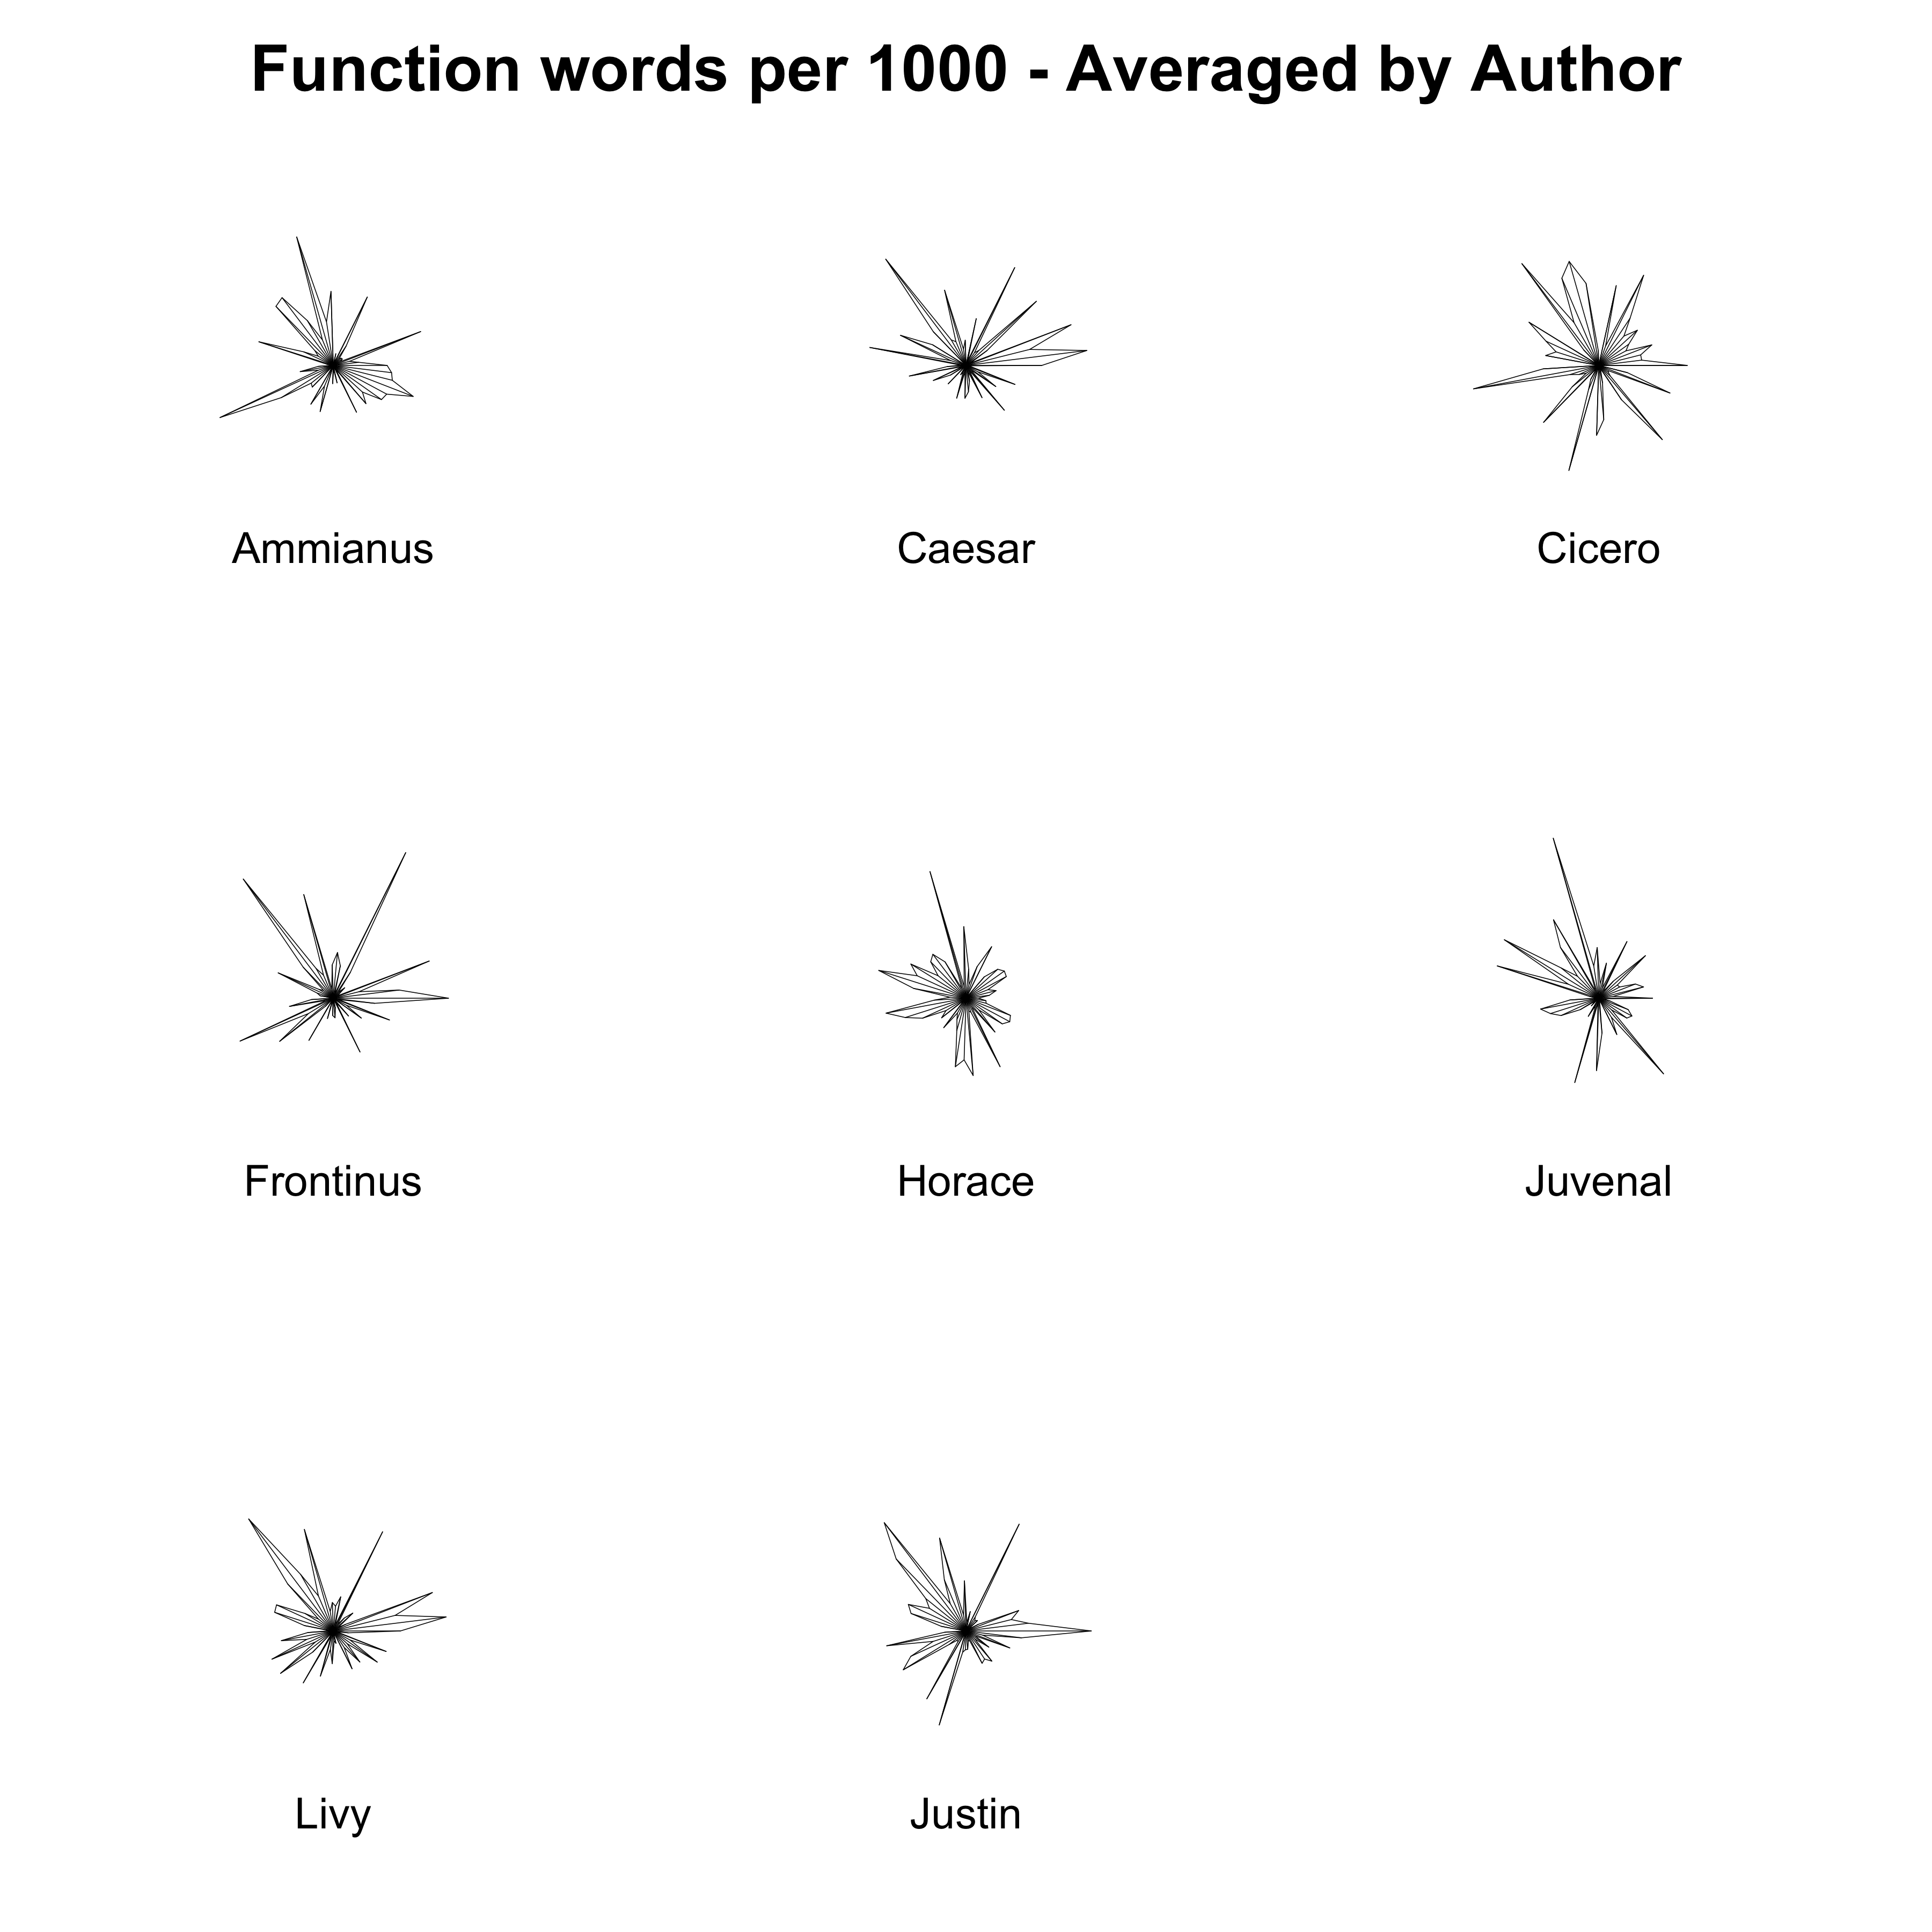 Function words per 1000 - Averaged by Author
Ammianus
Caesar
Cicero
Frontinus
Horace
Juvenal
Livy
Justin